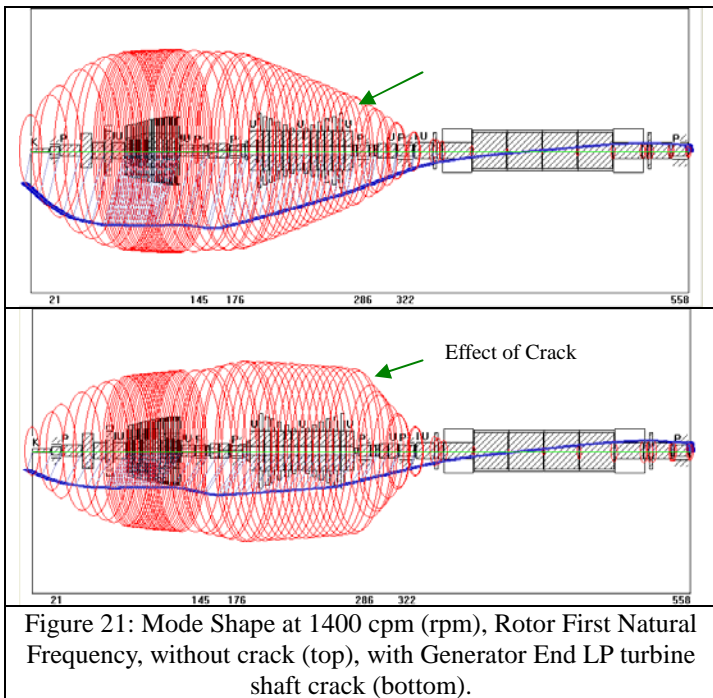 K P IU U P P U U U P U P I U P
21 145 176 286 322 558
Effect of Crack
K P IU U P P U U U P U P I U P
21 145 176 286 322 558
Figure 21: Mode Shape at 1400 cpm (rpm), Rotor First Natural
Frequency, without crack (top), with Generator End LP turbine
shaft crack (bottom).